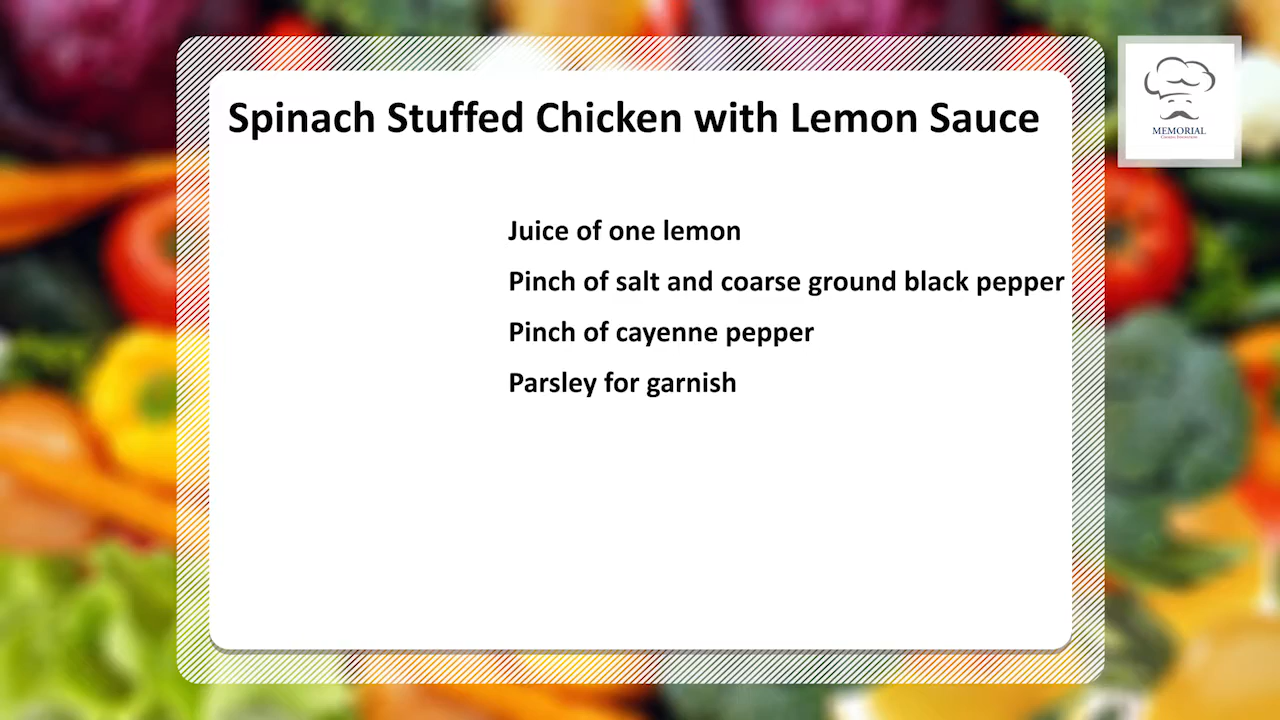 Spinach Stuffed Chicken with Lemon Sauce
MEMORIAL
Juice of one lemon
Pinch of salt and coarse ground black pepper
Pinch of cayenne pepper
Parsley for garnish